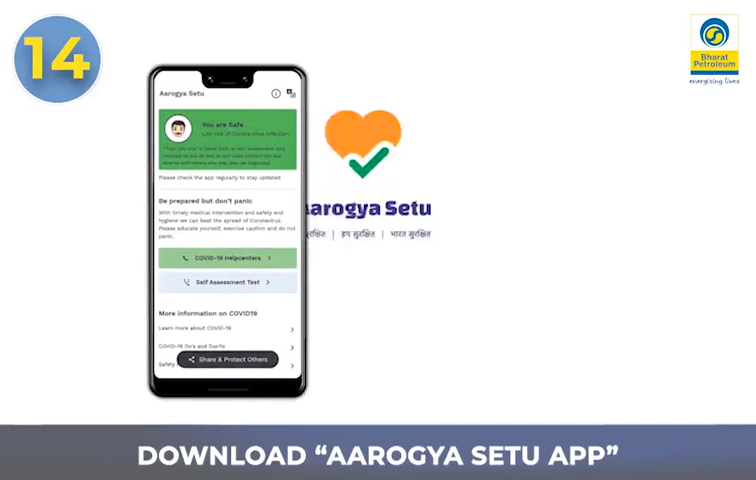 14
Bharat
Petroleum
energising lives
Aarogya Setu
You are Safe
Low risk of Corona virus infection
Please check the app regularly to stay updated
Be prepared but don't panic
With timely medical intervention and safety and
hygiene we can beat the spread of Coronavirus.
Please educate yourself, exercise caution and do not
panic.
COVID-19 Helpcenters
Self Assessment Test
More information on COVID19
Learn more about COVID-19
COVID-19 Do's and Don'ts
Safety
Share & Protect Others
Aarogya Setu
| हम सुरक्षित | भारत सुरक्षित
DOWNLOAD “AAROGYA SETU APP”